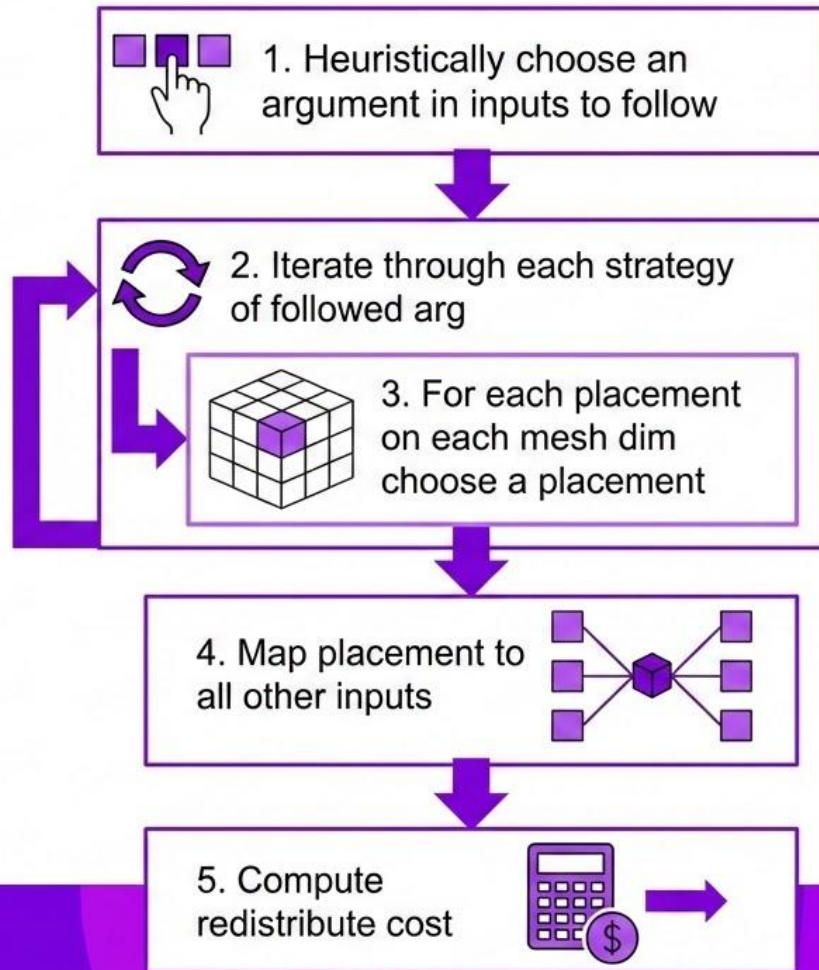 1. Heuristically choose an
argument in inputs to follow
2. Iterate through each strategy
of followed arg
3. For each placement
on each mesh dim
choose a placement
4. Map placement to
all other inputs
5. Compute
redistribute cost
$